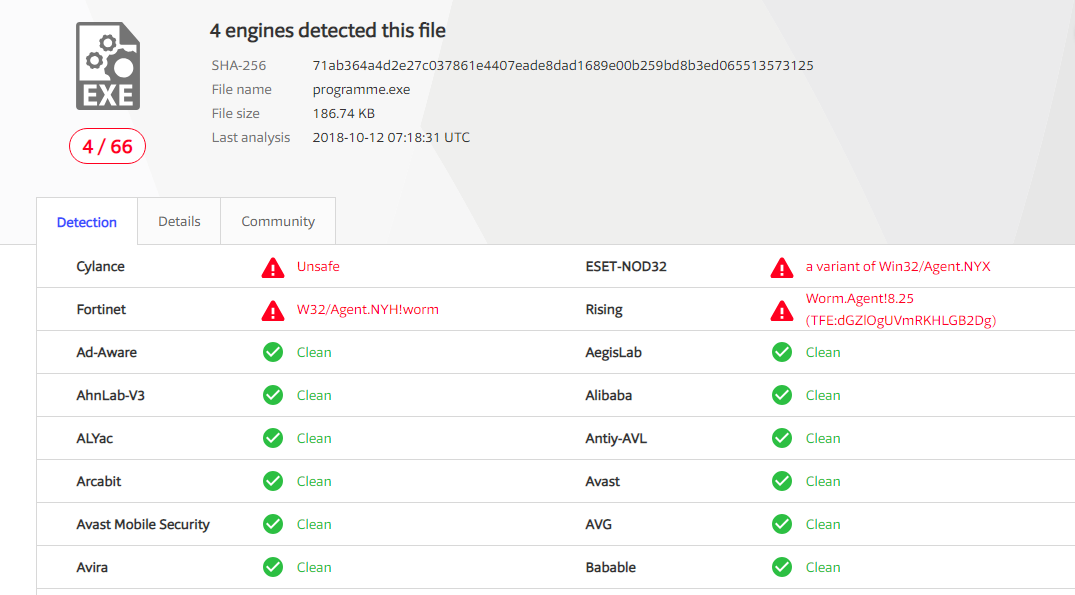 4 engines detected this file
SHA-256 71ab364a4d2e27c037861e4407eade8dad1689e00b259bd8b3ed065513573125
File name programme.exe
File size 186.74 KB
Last analysis 2018-10-12 07:18:31 UTC
EXE
4 / 66
Detection Details Community
Cylance Unsafe ESET-NOD32 a variant of Win32/Agent.NYX
Fortinet W32/Agent.NYH!worm Rising Worm.Agent!8.25
(TFE:dGZlOgUVmRKHLGB2Dg)
Ad-Aware Clean AegisLab Clean
AhnLab-V3 Clean Alibaba Clean
ALYac Clean Antiy-AVL Clean
Arcabit Clean Avast Clean
Avast Mobile Security Clean AVG Clean
Avira Clean Babable Clean